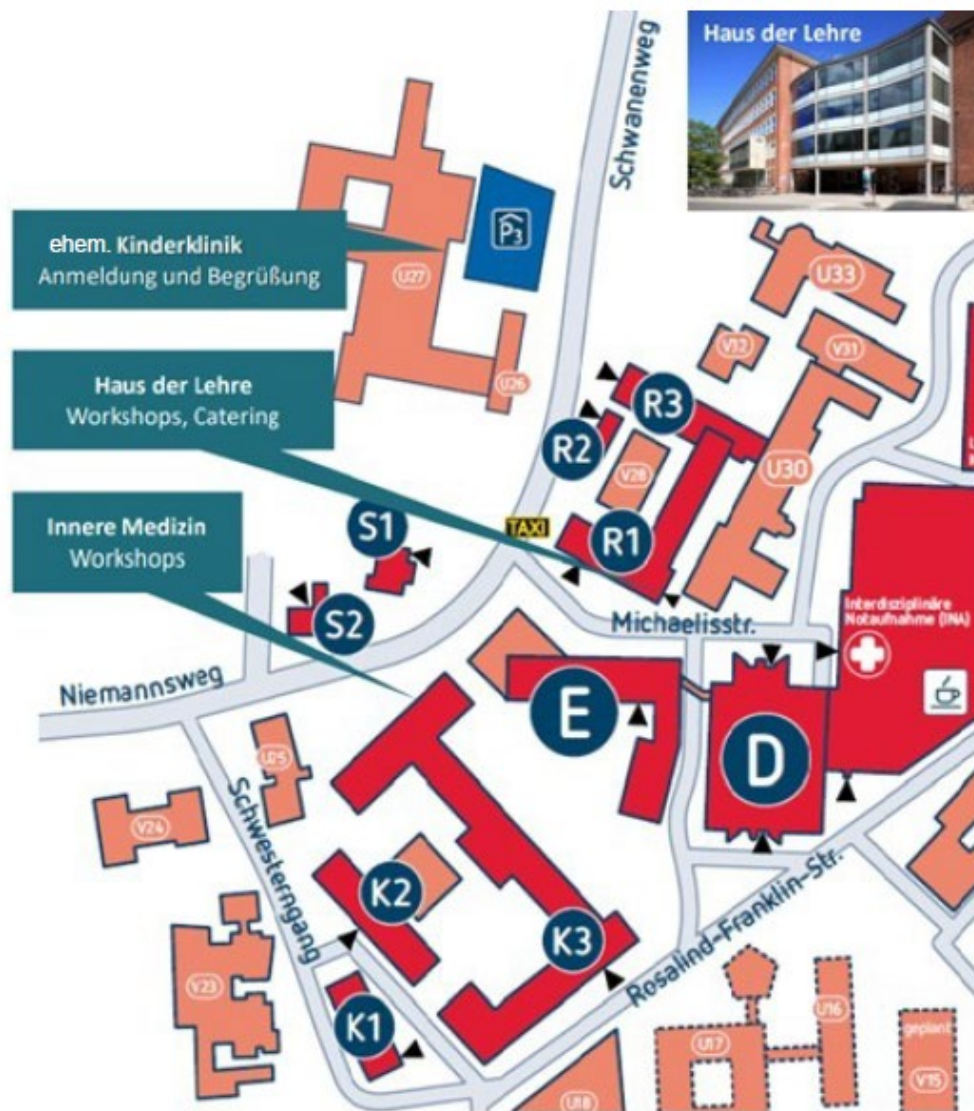 Haus der Lehre
Schwanenweg
P3
ehem. Kinderklinik
Anmeldung und Begrüßung
U27
U33
V12
V31
U26
Haus der Lehre
Workshops, Catering
R3
R2
V28
U30
Innere Medizin
Workshops
S1
TAXI
R1
S2
Michaelisstr.
Interdisziplinäre
Notaufnahme (INA)
Niemannsweg
E
D
U25
V24
Schwesterngang
K2
K3
Rosalind-Franklin-Str.
V23
K1
U17
U16
geplant
V15
U18